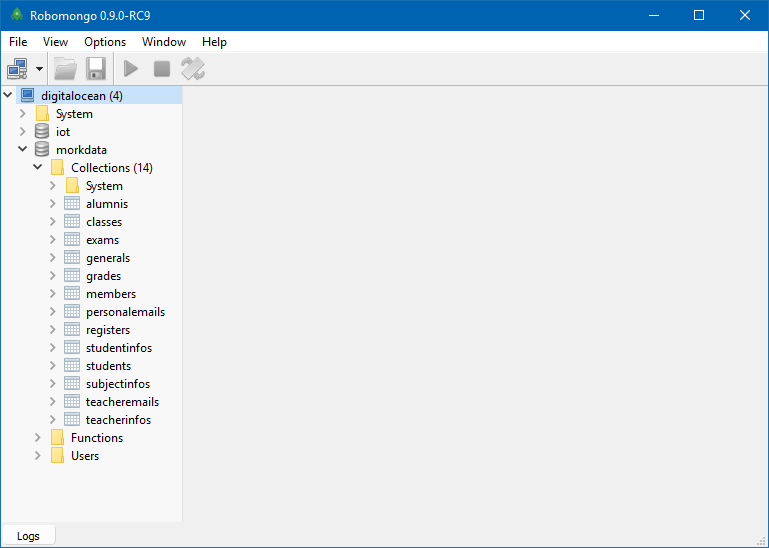 Robomongo 0.9.0-RC9
File View Options Window Help
digitalocean (4)
System
iot
morkdata
Collections (14)
System
alumnis
classes
exams
generals
grades
members
personalemails
registers
studentinfos
students
subjectinfos
teacheremails
teacherinfos
Functions
Users
Logs